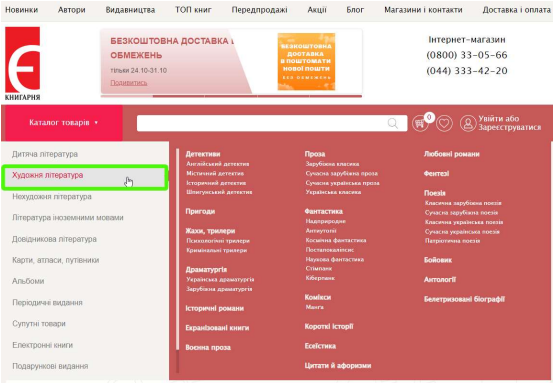 Новинки Автори Видавництва ТОП книг Передпродажі Акції Блог Магазини і контакти Доставка і оплата
КНИГАРНЯ
БЕЗКОШТОВНА ДОСТАВКА
ОБМЕЖЕНЬ
тільки 24.10-31.10
Подивитись
БЕЗКОШТОВНА
ДОСТАВКА
В ПОШТОМАТИ
НОВОЇ ПОШТИ
БЕЗ ОБМЕЖЕНЬ
Інтернет-магазин
(0800) 33-05-66
(044) 333-42-20
Каталог товарів
0
Увійти або
Зареєструватися
Дитяча література
Художня література
Нехудожня література
Література іноземними мовами
Довідникова література
Карти, атласи, путівники
Альбоми
Періодичні видання
Супутні товари
Електронні книги
Подарункові видання
Детективи
Англійський детектив
Містичний детектив
Історичний детектив
Шпигунський детектив
Пригоди
Жахи, трилери
Психологічні трилери
Кримінальні трилери
Драматургія
Українська драматургія
Зарубіжна драматургія
Історичні романи
Екранізовані книги
Воєнна проза
Проза
Зарубіжна класика
Сучасна зарубіжна проза
Сучасна українська проза
Українська класика
Фантастика
Надприродне
Антиутопії
Космічна фантастика
Постапокаліпсис
Наукова фантастика
Стімпанк
Кіберпанк
Комікси
Манга
Короткі історії
Есеїстика
Цитати й афоризми
Любовні романи
Фентезі
Поезія
Класична зарубіжна поезія
Сучасна зарубіжна поезія
Класична українська поезія
Сучасна українська поезія
Патріотична поезія
Бойовик
Антології
Белетризовані біографії